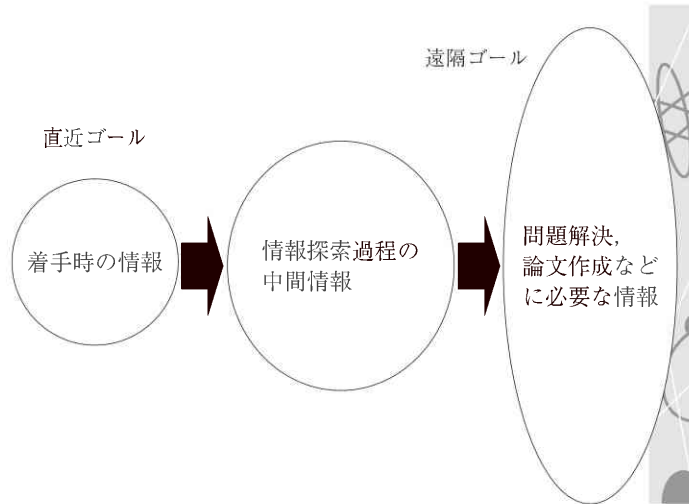 遠隔ゴール
直近ゴール
着手時の情報
情報探索過程の
中間情報
問題解決，
論文作成など
に必要な情報